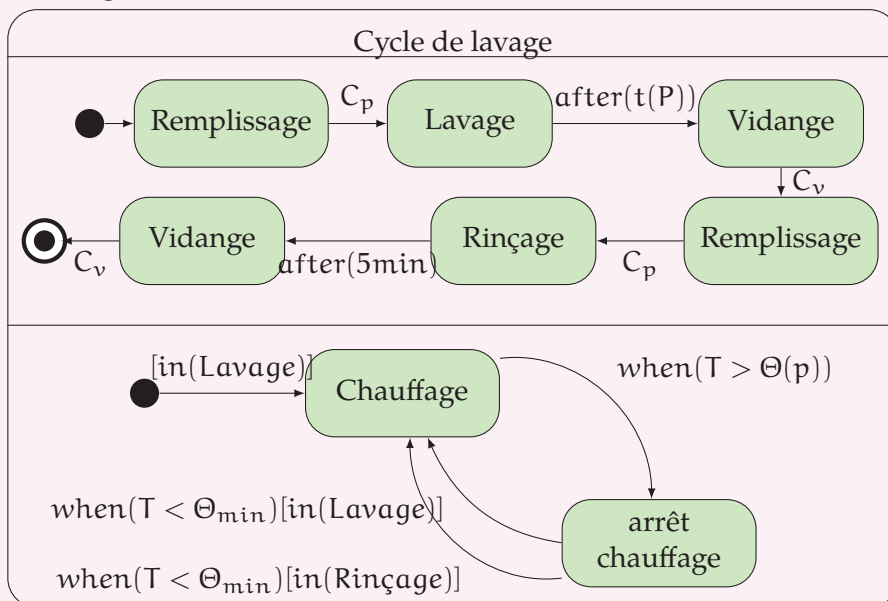 Cycle de lavage
Remplissage
C_p
Lavage
after(t(P))
Vidange
C_v
Remplissage
C_p
Rinçage
after(5min)
Vidange
C_v
[in(Lavage)]
Chauffage
when(T > Θ(p))
arrêt
chauffage
when(T < Θ_min)[in(Lavage)]
when(T < Θ_min)[in(Rinçage)]